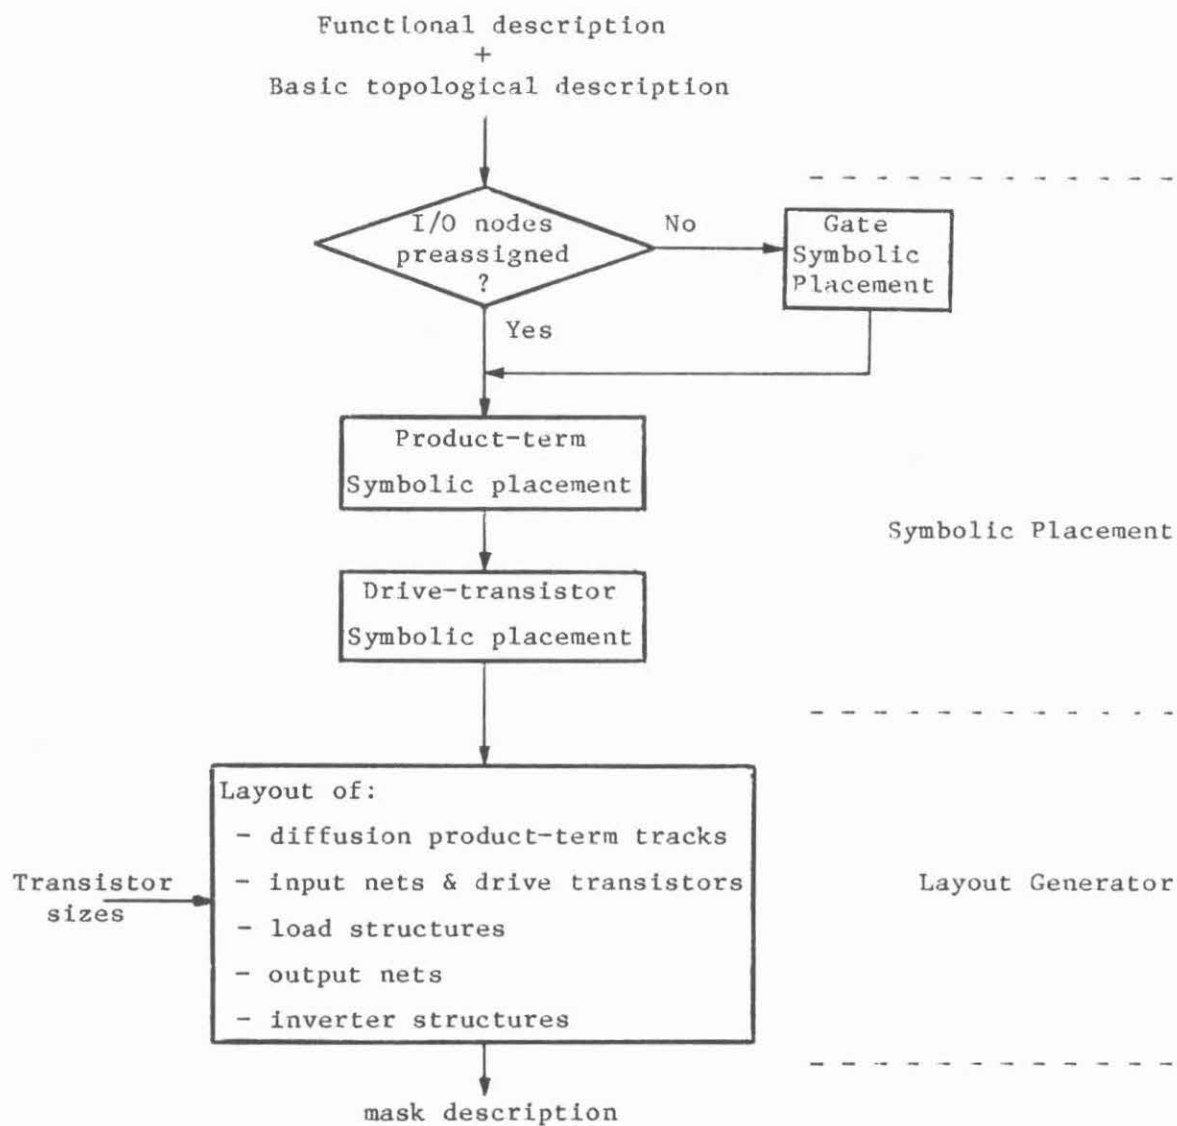 Functional description
+
Basic topological description
I/O nodes
preassigned
?
No
Gate
Symbolic
Placement
Yes
Product-term
Symbolic placement
Symbolic Placement
Drive-transistor
Symbolic placement
Layout of:
- diffusion product-term tracks
- input nets & drive transistors
- load structures
- output nets
- inverter structures
Transistor
sizes
Layout Generator
mask description